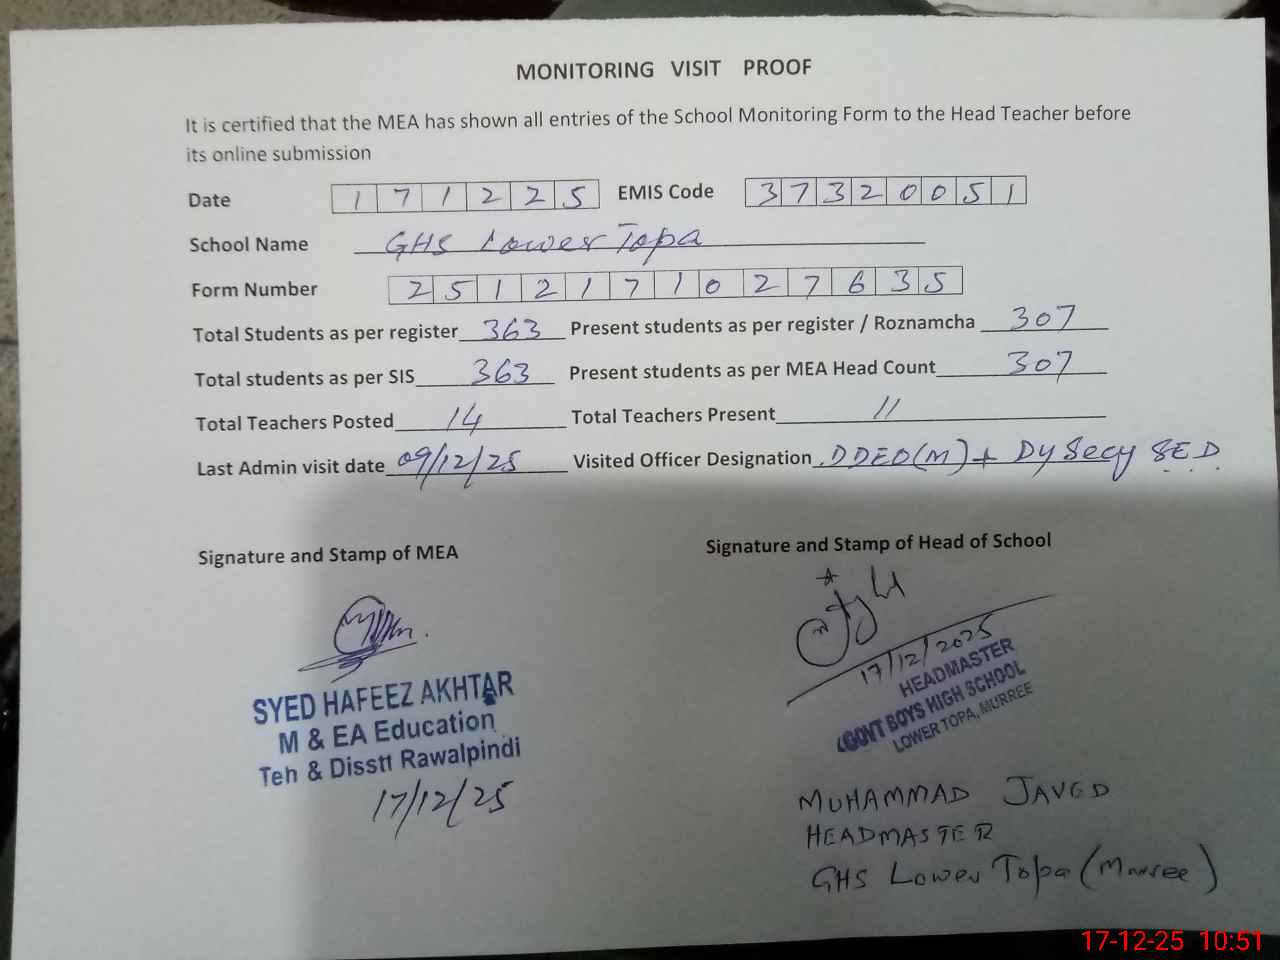 MONITORING VISIT PROOF
It is certified that the MEA has shown all entries of the School Monitoring Form to the Head Teacher before
its online submission
Date 171225 EMIS Code 37320051
School Name GHS Lower Topa
Form Number 2512171027635
Total Students as per register 363 Present students as per register / Roznamcha 307
Total students as per SIS 363 Present students as per MEA Head Count 307
Total Teachers Posted 14 Total Teachers Present 11
Last Admin visit date 09/12/25 Visited Officer Designation DDEO(M)+ Dy Secy SED
Signature and Stamp of MEA
Signature and Stamp of Head of School
17/12/2025
HEADMASTER
GOVT BOYS HIGH SCHOOL
LOWER TOPA, MURREE
SYED HAFEEZ AKHTAR
M & EA Education
Teh & Disstt Rawalpindi
17/12/25
MUHAMMAD JAVED
HEADMASTER
GHS Lower Topa (Murree)
17-12-25 10:51